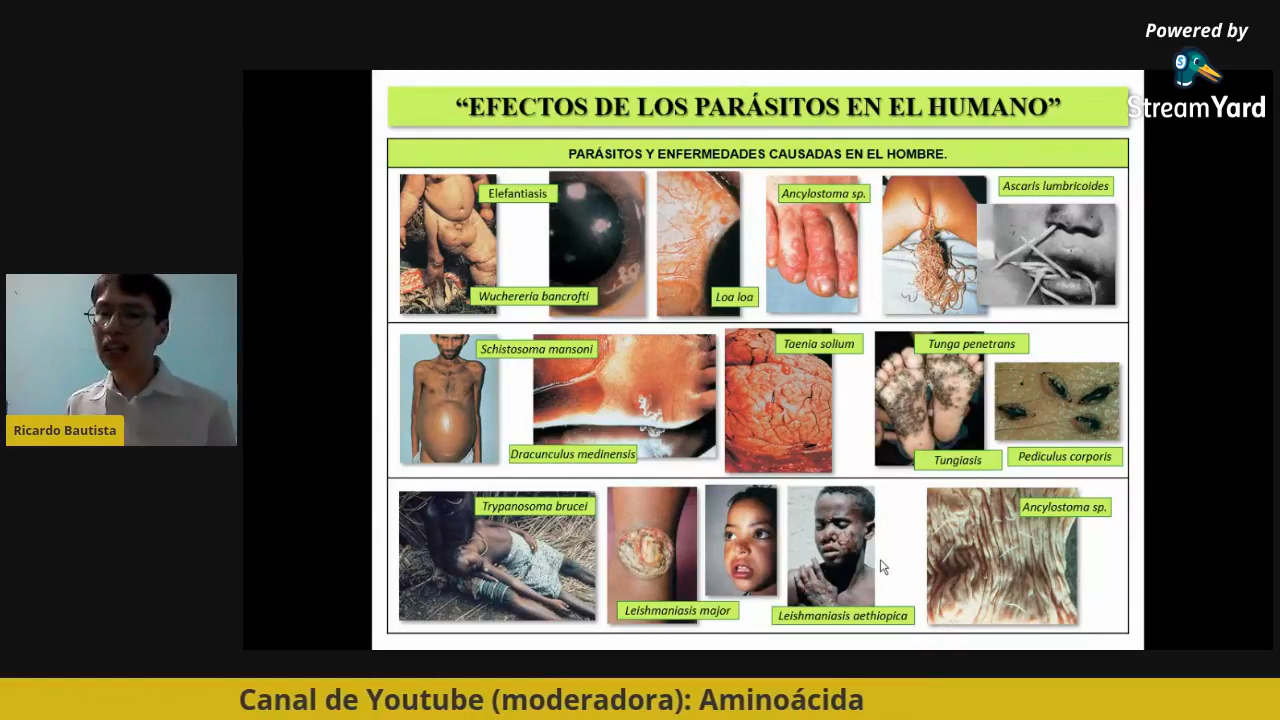 Powered by
StreamYard
“EFECTOS DE LOS PARÁSITOS EN EL HUMANO”
PARÁSITOS Y ENFERMEDADES CAUSADAS EN EL HOMBRE.
Elefantiasis
Wuchereria bancrofti
Loa loa
Ancylostoma sp.
Ascaris lumbricoides
Schistosoma mansoni
Dracunculus medinensis
Taenia solium
Tunga penetrans
Tungiasis
Pediculus corporis
Trypanosoma brucei
Leishmaniasis major
Leishmaniasis aethiopica
Ancylostoma sp.
Ricardo Bautista
Canal de Youtube (moderadora): Aminoácida